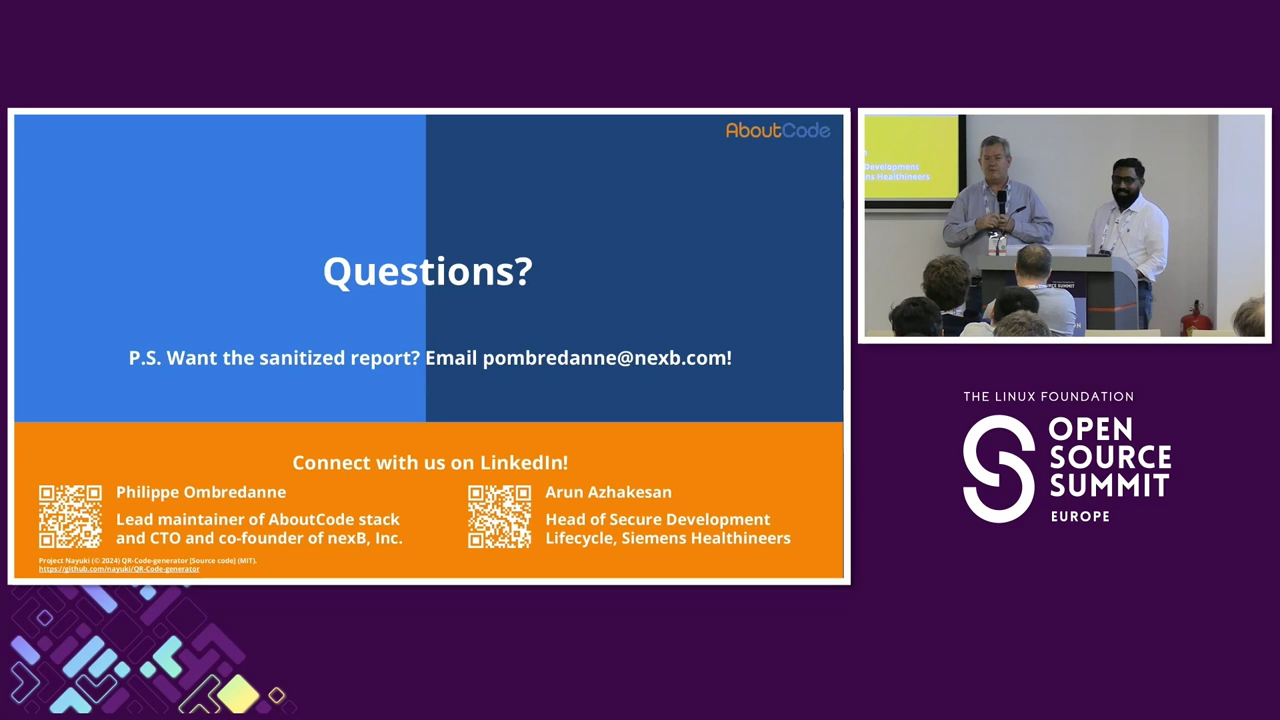 AboutCode
Questions?
P.S. Want the sanitized report? Email pombredanne@nexb.com!
Connect with us on LinkedIn!
Philippe Ombredanne
Lead maintainer of AboutCode stack
and CTO and co-founder of nexB, Inc.
Arun Azhakesan
Head of Secure Development
Lifecycle, Siemens Healthineers
Project Nayuki (© 2024) QR-Code-generator [Source code] (MIT).
https://github.com/nayuki/QR-Code-generator
THE LINUX FOUNDATION
OPEN
SOURCE
SUMMIT
EUROPE